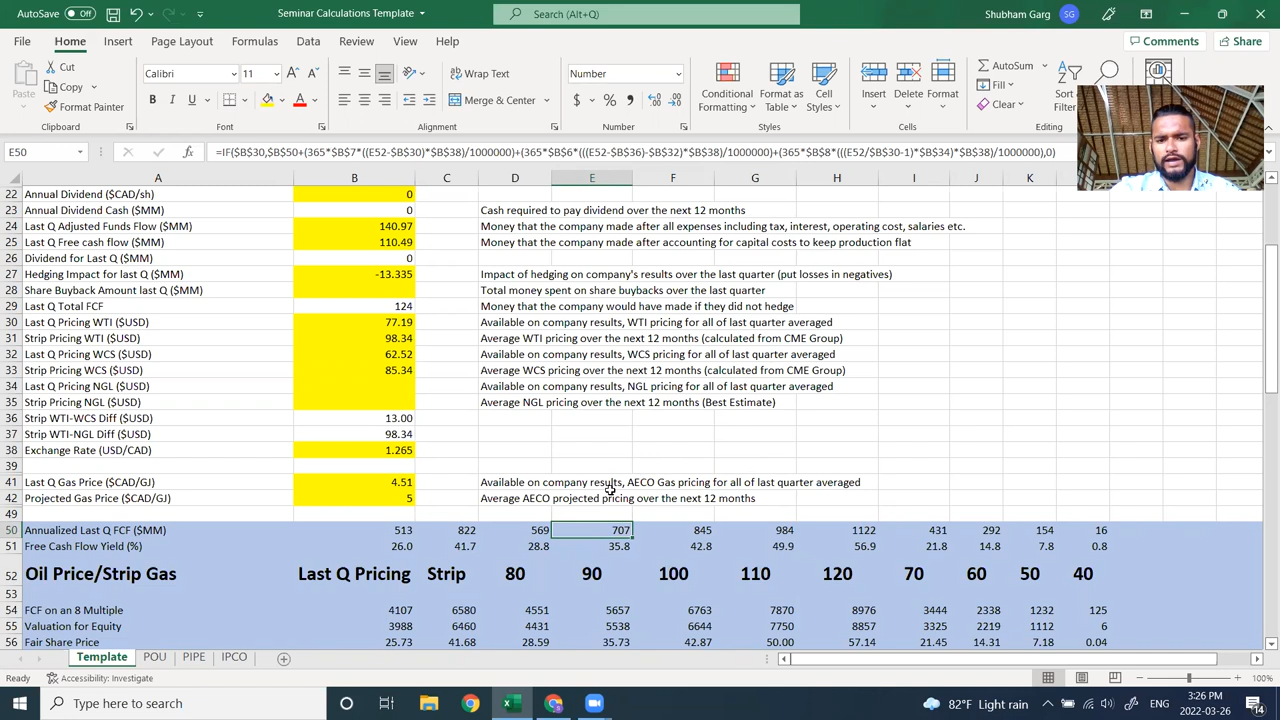 AutoSave Off Seminar Calculations Template Search (Alt+Q) Shubham Garg SG
File Home Insert Draw Page Layout Formulas Data Review View Help Comments Share
Cut Calibri 11 Wrap Text Number AutoSum
Copy Fill
Paste Format Painter B I U Merge & Center $ % 9 Conditional Formatting Format as Table Cell Styles Insert Delete Format Clear Sort
Clipboard Font Alignment Number Styles Cells Editing
E50 fx =IF($B$30,$B$50+(365*$B$7*((E52-$B$30)*$B$38)/1000000)+(365*$B$6*(((E52-$B$36)-$B$32)*$B$38)/1000000)+(365*$B$8*(((E52/$B$30-1)*$B$34)*$B$38)/1000000),0)
A B C D E F G H I J K
22 Annual Dividend ($CAD/sh) 0
23 Annual Dividend Cash ($MM) 0 Cash required to pay dividend over the next 12 months
24 Last Q Adjusted Funds Flow ($MM) 140.97 Money that the company made after all expenses including tax, interest, operating cost, salaries etc.
25 Last Q Free cash flow ($MM) 110.49 Money that the company made after accounting for capital costs to keep production flat
26 Dividend for Last Q ($MM) 0
27 Hedging Impact for last Q ($MM) -13.335 Impact of hedging on company's results over the last quarter (put losses in negatives)
28 Share Buyback Amount last Q ($MM) Total money spent on share buybacks over the last quarter
29 Last Q Total FCF 124 Money that the company would have made if they did not hedge
30 Last Q Pricing WTI ($USD) 77.19 Available on company results, WTI pricing for all of last quarter averaged
31 Strip Pricing WTI ($USD) 98.34 Average WTI pricing over the next 12 months (calculated from CME Group)
32 Last Q Pricing WCS ($USD) 62.52 Available on company results, WCS pricing for all of last quarter averaged
33 Strip Pricing WCS ($USD) 85.34 Average WCS pricing over the next 12 months (calculated from CME Group)
34 Last Q Pricing NGL ($USD) Available on company results, NGL pricing for all of last quarter averaged
35 Strip Pricing NGL ($USD) Average NGL pricing over the next 12 months (Best Estimate)
36 Strip WTI-WCS Diff ($USD) 13.00
37 Strip WTI-NGL Diff ($USD) 98.34
38 Exchange Rate (USD/CAD) 1.265
39
41 Last Q Gas Price ($CAD/GJ) 4.51 Available on company results, AECO Gas pricing for all of last quarter averaged
42 Projected Gas Price ($CAD/GJ) 5 Average AECO projected pricing over the next 12 months
49
50 Annualized Last Q FCF ($MM) 513 822 569 707 845 984 1122 431 292 154 16
51 Free Cash Flow Yield (%) 26.0 41.7 28.8 35.8 42.8 49.9 56.9 21.8 14.8 7.8 0.8
52 Oil Price/Strip Gas Last Q Pricing Strip 80 90 100 110 120 70 60 50 40
53
54 FCF on an 8 Multiple 4107 6580 4551 5657 6763 7870 8976 3444 2338 1232 125
55 Valuation for Equity 3988 6460 4431 5538 6644 7750 8857 3325 2219 1112 6
56 Fair Share Price 25.73 41.68 28.59 35.73 42.87 50.00 57.14 21.45 14.31 7.18 0.04
Template POU PIPE IPCO
Ready Accessibility: Investigate 100%
Type here to search 82°F Light rain ENG 3:26 PM
2022-03-26 14